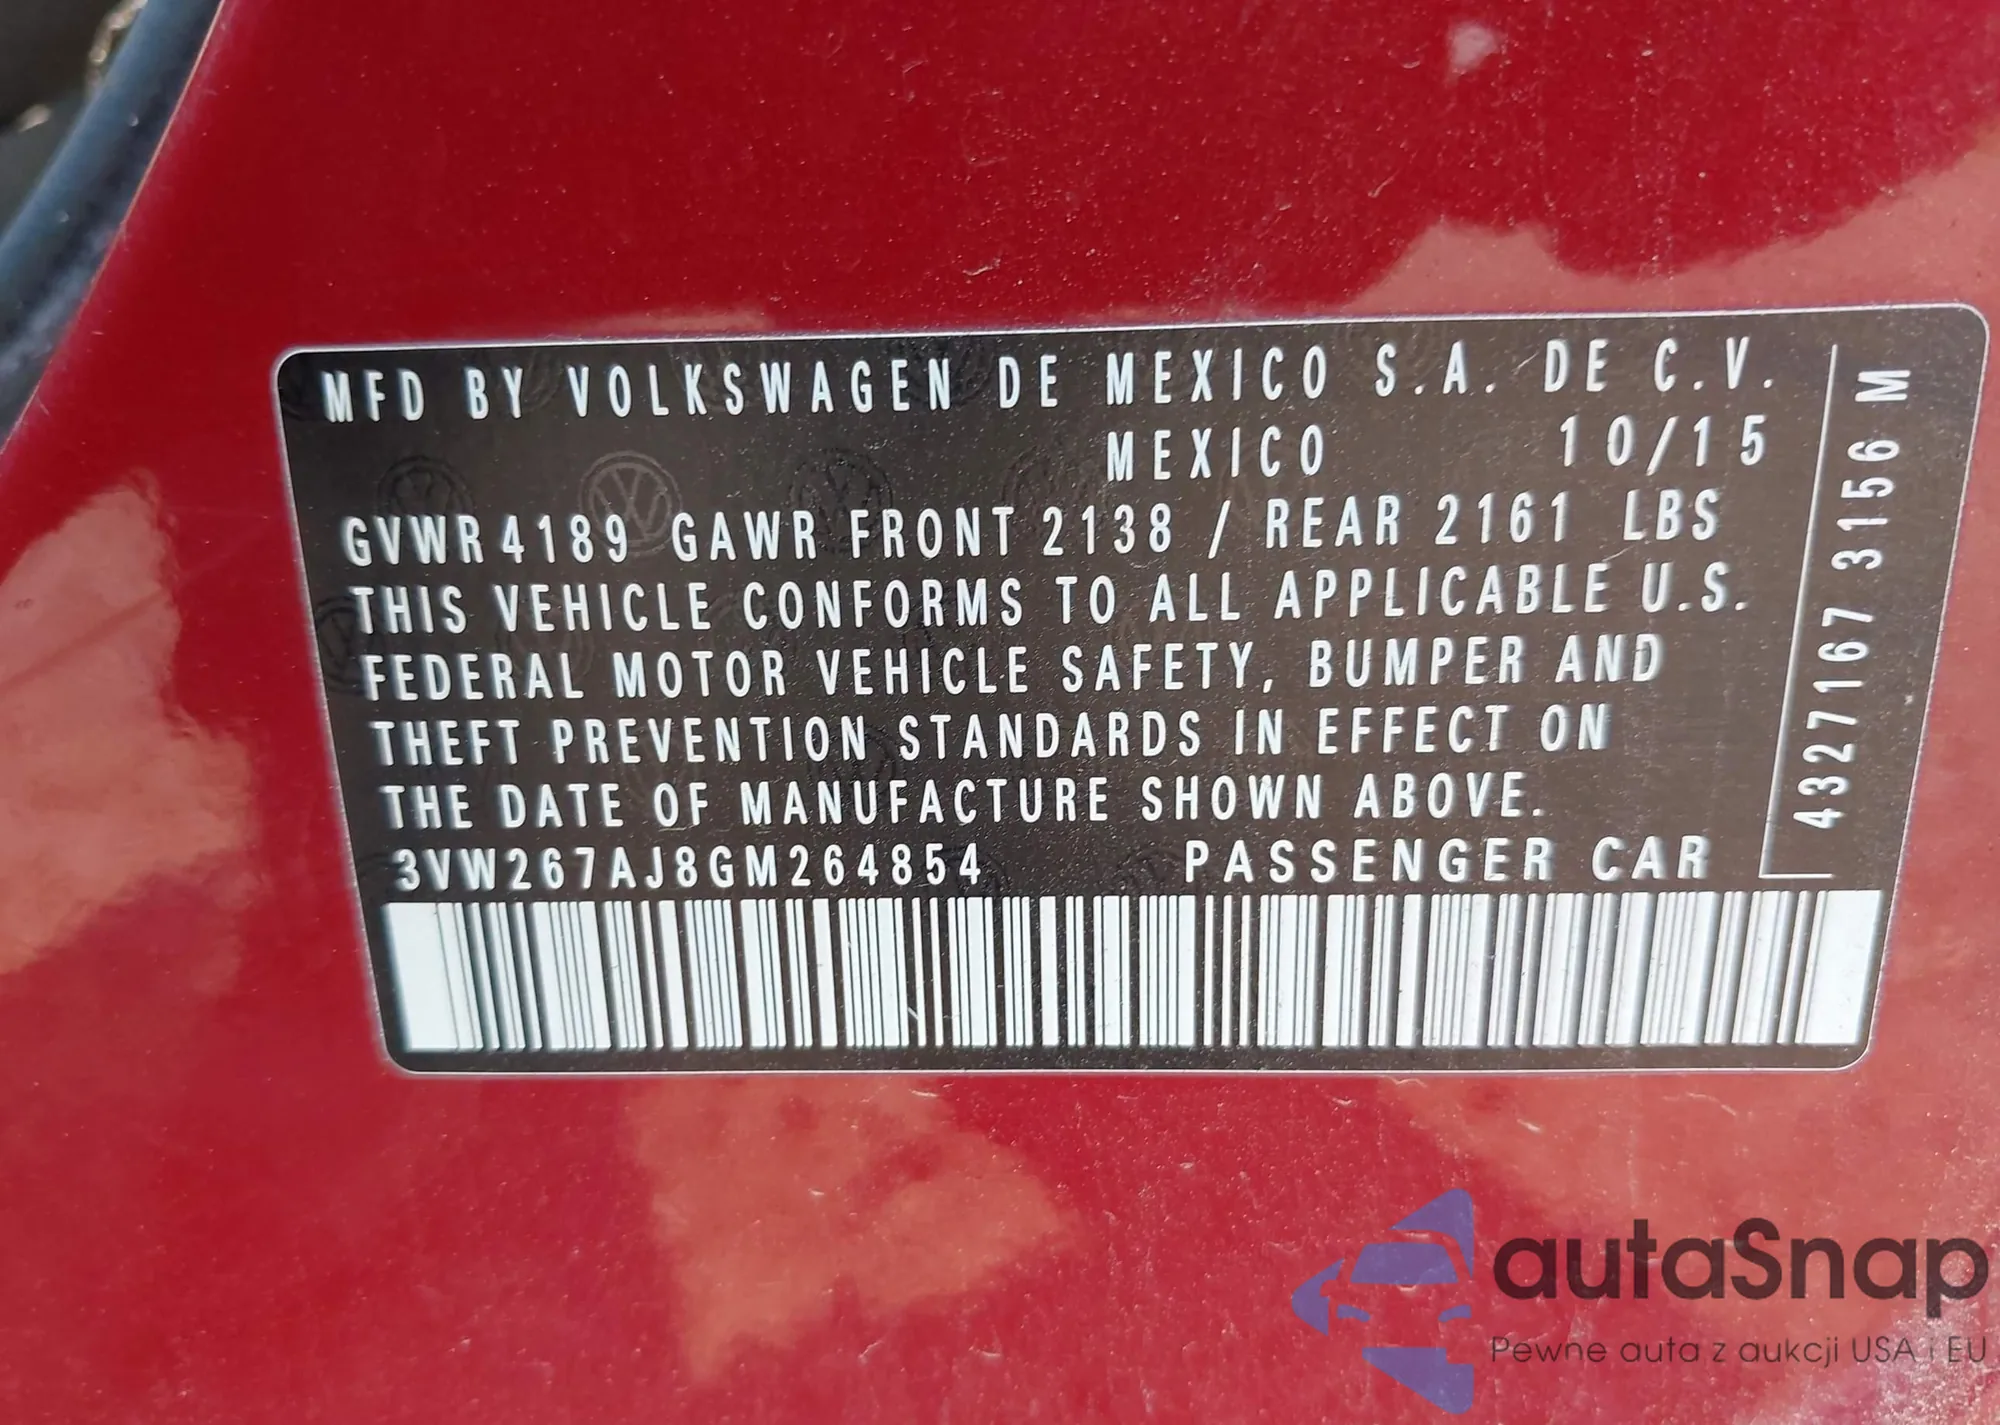 MFD BY VOLKSWAGEN DE MEXICO S.A. DE C.V.
MEXICO 10/15
GVWR 4189 GAWR FRONT 2138 / REAR 2161 LBS
THIS VEHICLE CONFORMS TO ALL APPLICABLE U.S.
FEDERAL MOTOR VEHICLE SAFETY, BUMPER AND
THEFT PREVENTION STANDARDS IN EFFECT ON
THE DATE OF MANUFACTURE SHOWN ABOVE.
3VW267AJ8GM264854 PASSENGER CAR
4327167 3156 M
autaSnap
Pewne auta z aukcji USA i EU